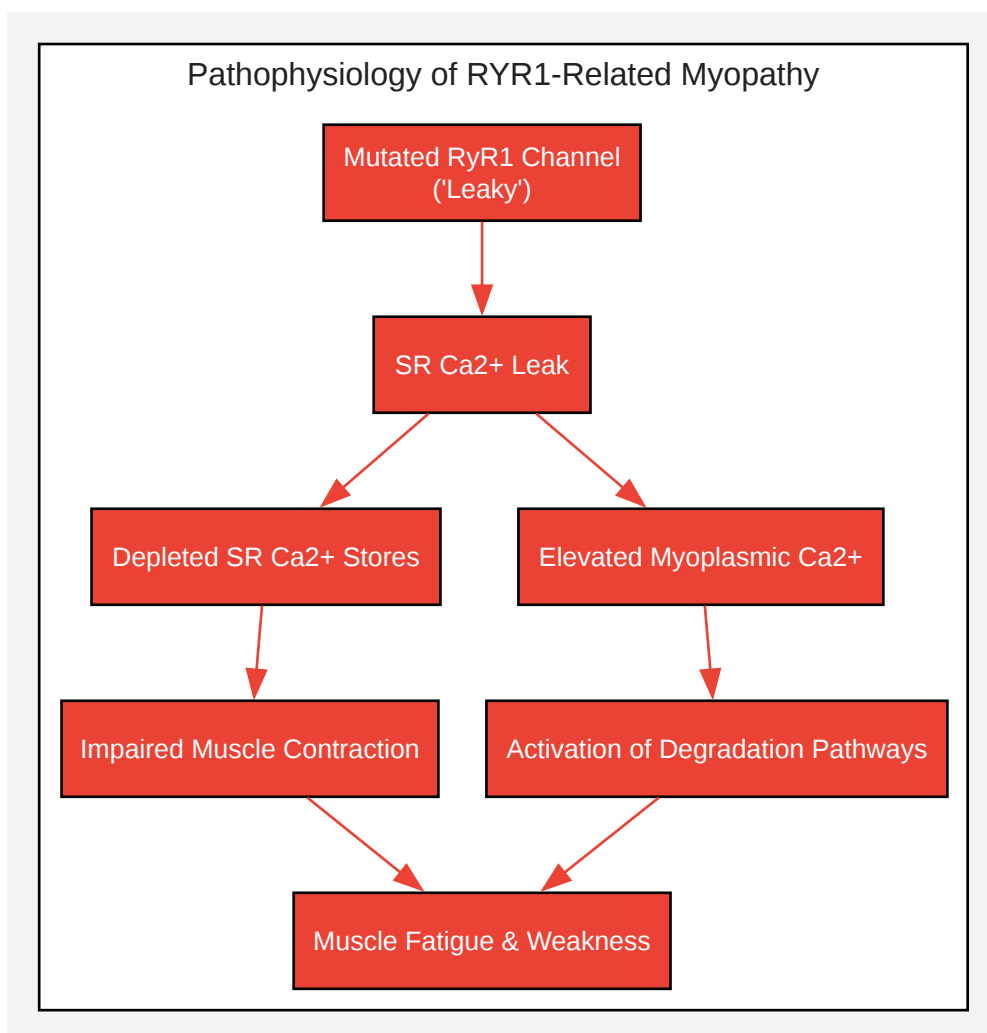 Pathophysiology of RYR1-Related Myopathy
Mutated RyR1 Channel
('Leaky')
SR Ca2+ Leak
Depleted SR Ca2+ Stores
Elevated Myoplasmic Ca2+
Impaired Muscle Contraction
Activation of Degradation Pathways
Muscle Fatigue & Weakness